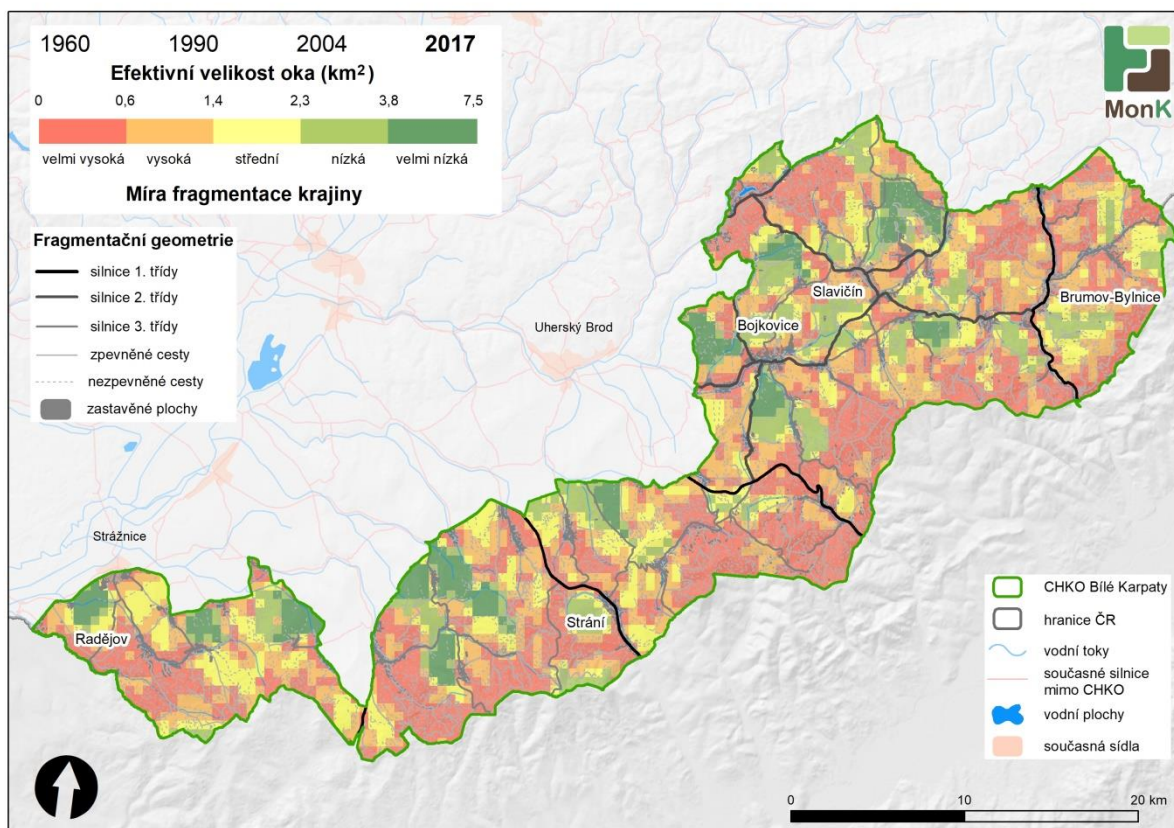 1960 1990 2004 2017
Efektivní velikost oka (km²)
0 0,6 1,4 2,3 3,8 7,5
velmi vysoká vysoká střední nízká velmi nízká
Míra fragmentace krajiny
MonK
Fragmentační geometrie
silnice 1. třídy
silnice 2. třídy
silnice 3. třídy
zpevněné cesty
nezpevněné cesty
zastavěné plochy
Slavičín
Brumov-Bylnice
Bojkovice
Uherský Brod
Strážnice
Radějov
Strání
CHKO Bílé Karpaty
hranice ČR
vodní toky
současné silnice
mimo CHKO
vodní plochy
současná sídla
0 10 20 km